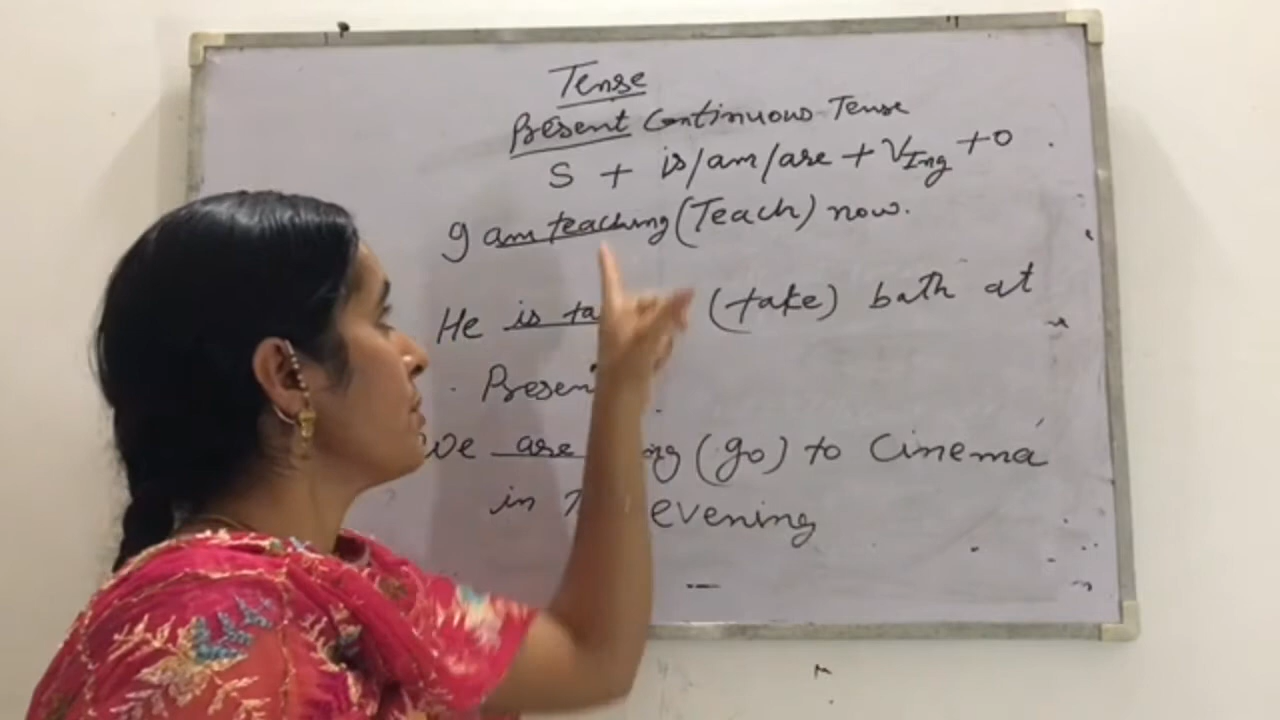 Tense
Present Continuous Tense
S + is/am/are + VIng + O
I am teaching (Teach) now.
He is (take) bath at
We are (go) to Cinema
in evening